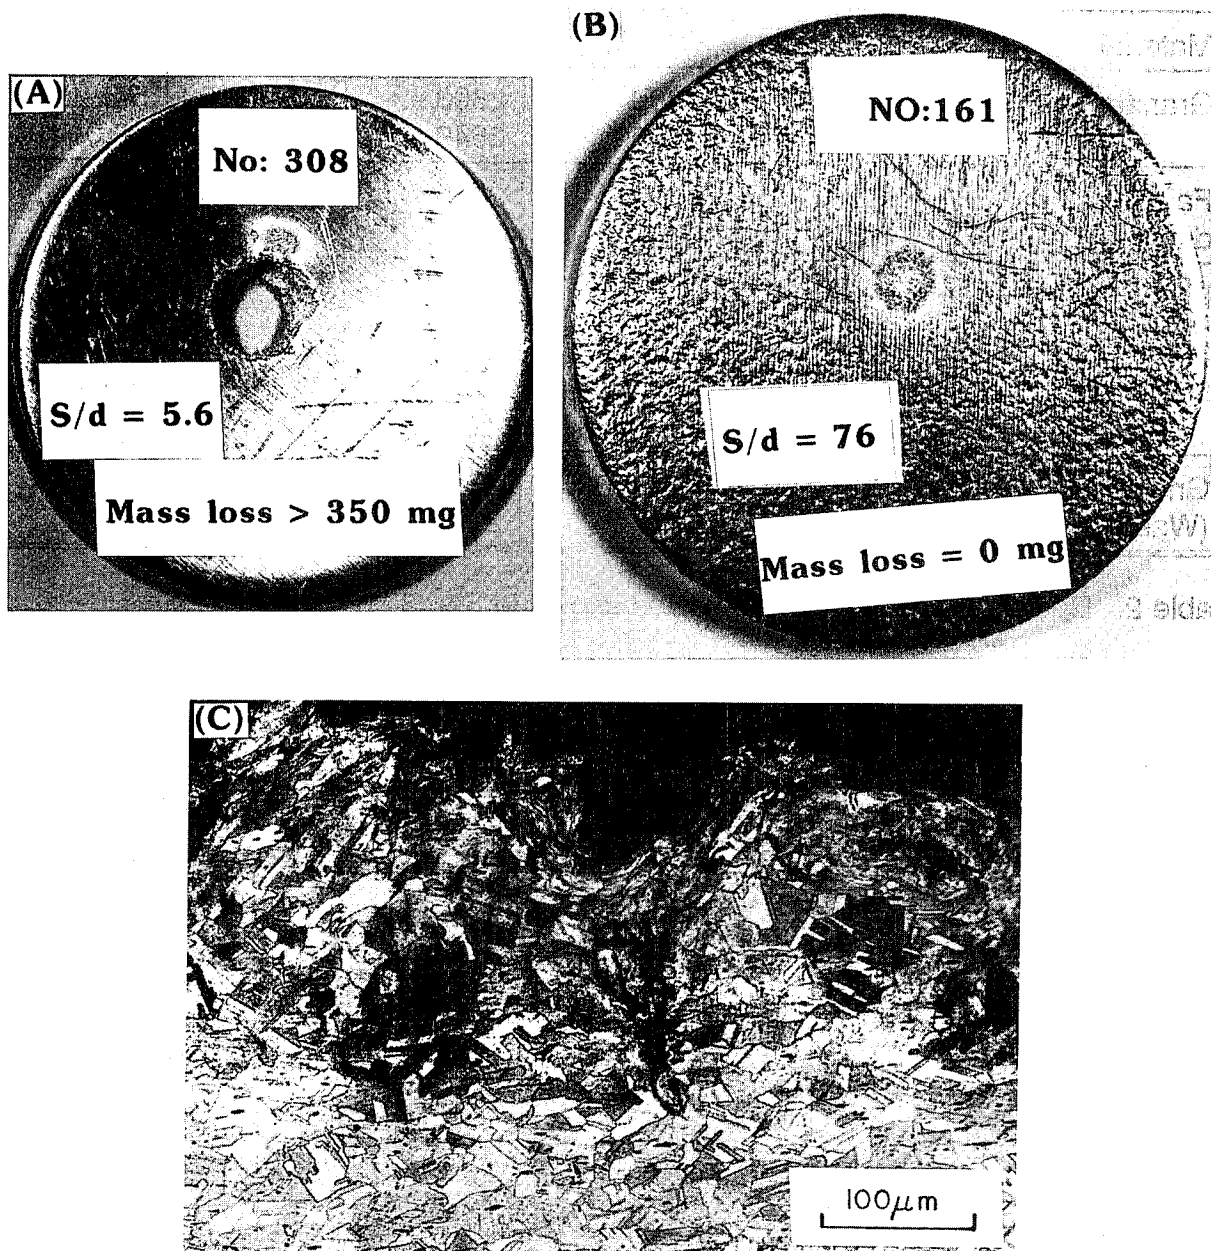 (A)
No: 308
S/d = 5.6
Mass loss > 350 mg
(B)
NO:161
S/d = 76
Mass loss = 0 mg
(C)
100μm